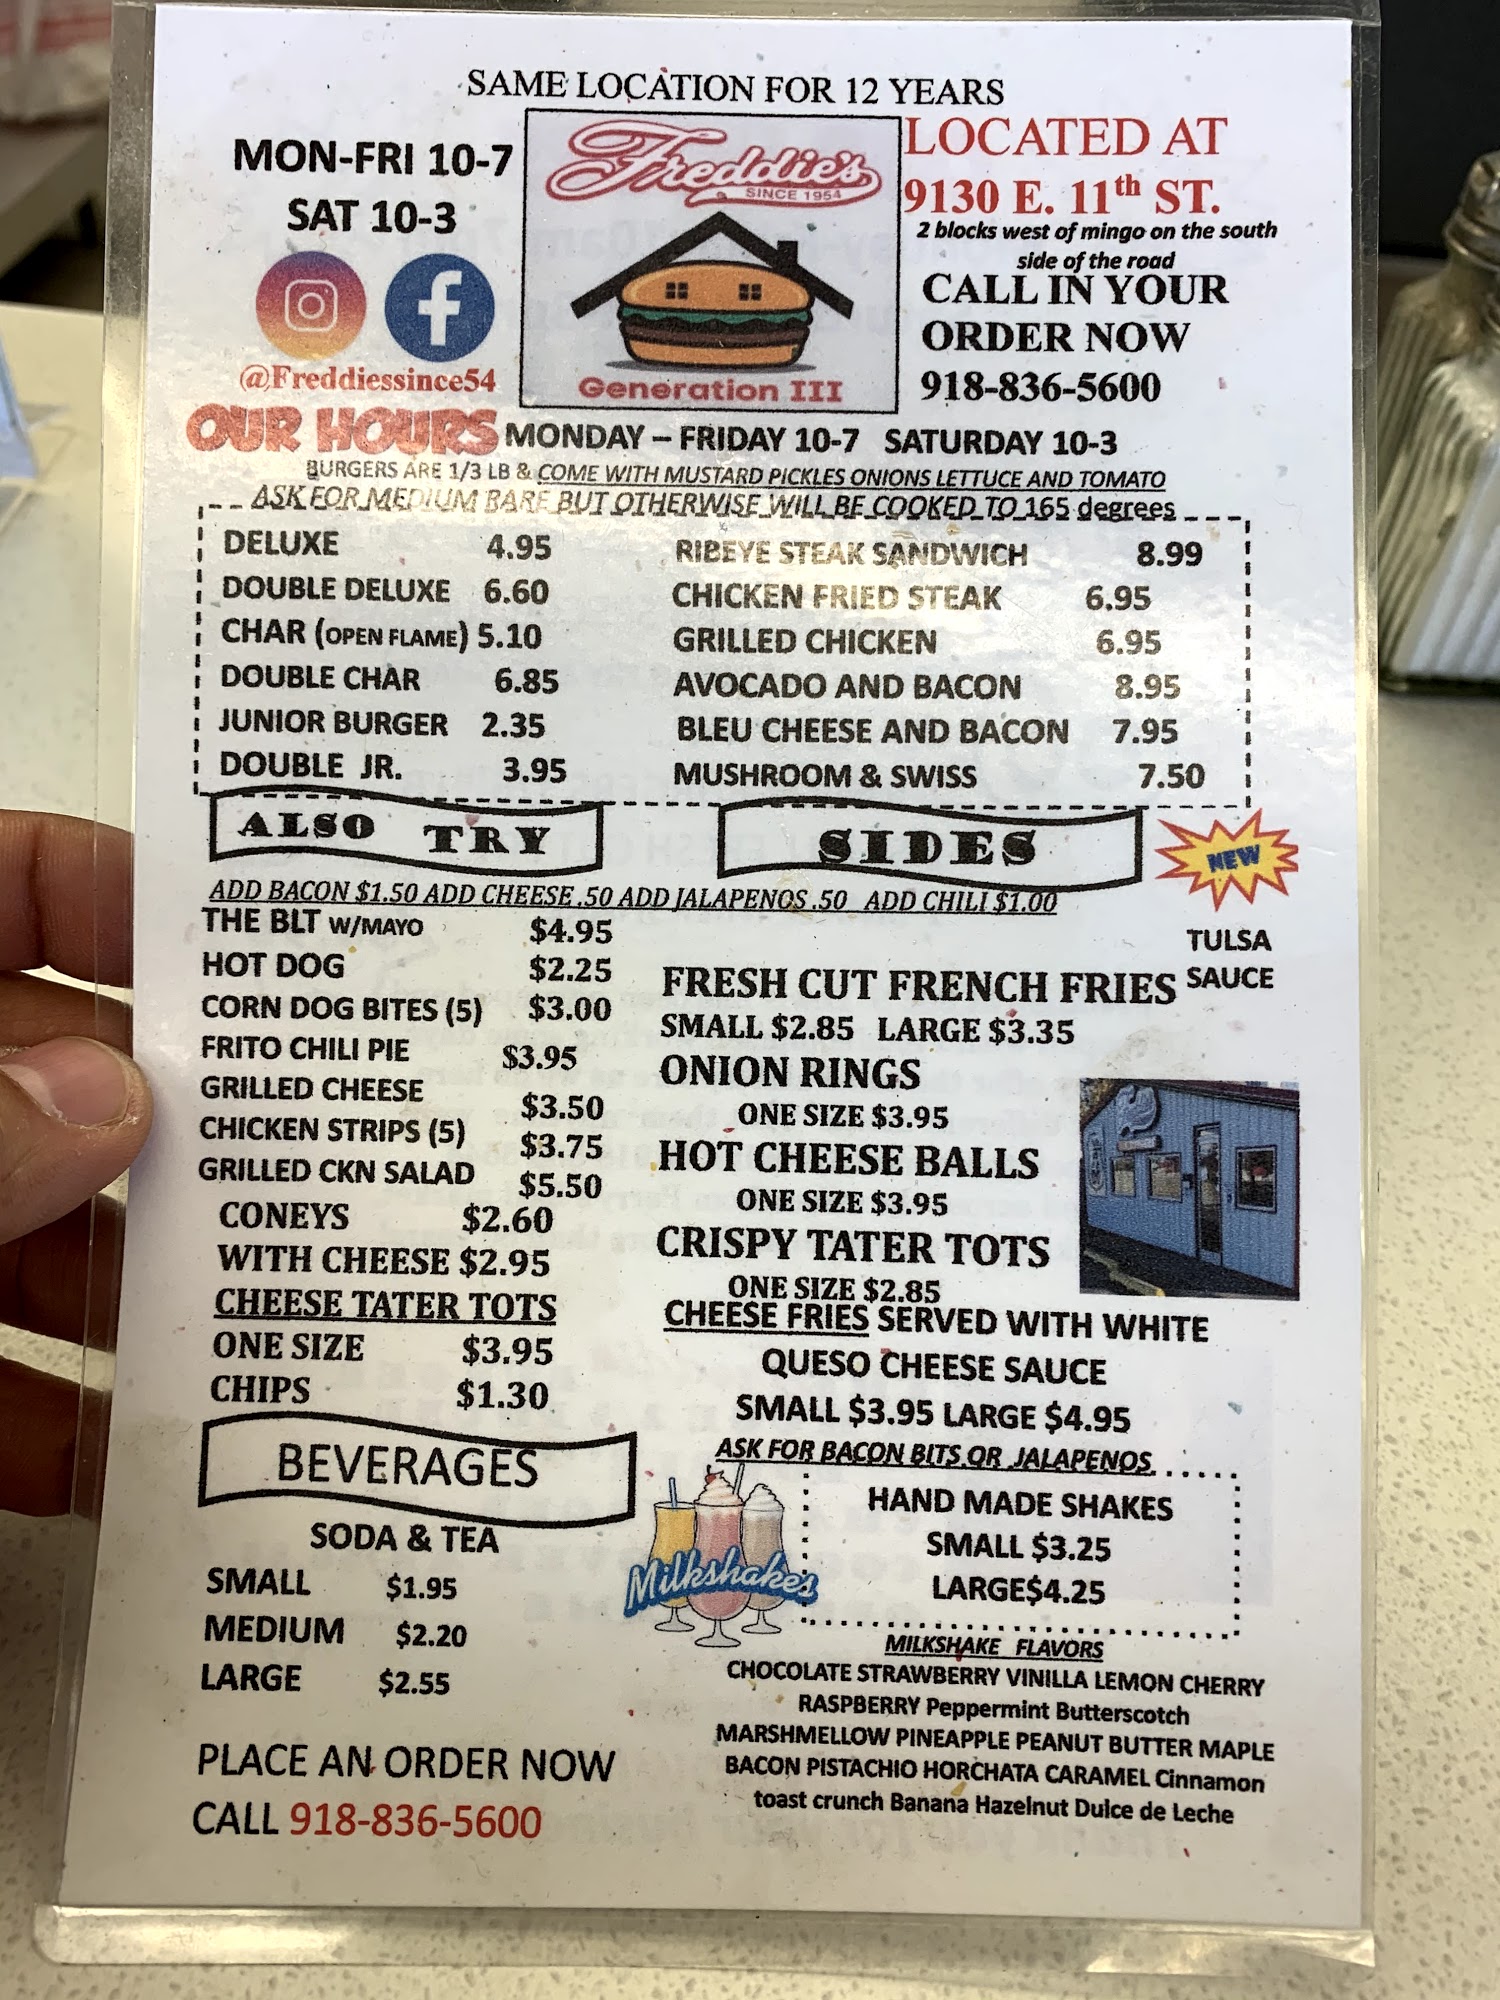 SAME LOCATION FOR 12 YEARS
MON-FRI 10-7
SAT 10-3
@Freddiessince54
Freddie's
SINCE 1954
Generation III
LOCATED AT
9130 E. 11th ST.
2 blocks west of mingo on the south
side of the road
CALL IN YOUR
ORDER NOW
918-836-5600
OUR HOURS MONDAY – FRIDAY 10-7 SATURDAY 10-3
BURGERS ARE 1/3 LB & COME WITH MUSTARD PICKLES ONIONS LETTUCE AND TOMATO
ASK FOR MEDIUM RARE BUT OTHERWISE WILL BE COOKED TO 165 degrees
DELUXE 4.95
DOUBLE DELUXE 6.60
CHAR (OPEN FLAME) 5.10
DOUBLE CHAR 6.85
JUNIOR BURGER 2.35
DOUBLE JR. 3.95
RIBEYE STEAK SANDWICH 8.99
CHICKEN FRIED STEAK 6.95
GRILLED CHICKEN 6.95
AVOCADO AND BACON 8.95
BLEU CHEESE AND BACON 7.95
MUSHROOM & SWISS 7.50
ALSO TRY
SIDES
NEW
TULSA
SAUCE
ADD BACON $1.50 ADD CHEESE .50 ADD JALAPENOS .50 ADD CHILI $1.00
THE BLT W/MAYO $4.95
HOT DOG $2.25
CORN DOG BITES (5) $3.00
FRITO CHILI PIE $3.95
GRILLED CHEESE $3.50
CHICKEN STRIPS (5) $3.75
GRILLED CKN SALAD $5.50
CONEYS $2.60
WITH CHEESE $2.95
CHEESE TATER TOTS
ONE SIZE $3.95
CHIPS $1.30
FRESH CUT FRENCH FRIES
SMALL $2.85 LARGE $3.35
ONION RINGS
ONE SIZE $3.95
HOT CHEESE BALLS
ONE SIZE $3.95
CRISPY TATER TOTS
ONE SIZE $2.85
CHEESE FRIES SERVED WITH WHITE
QUESO CHEESE SAUCE
SMALL $3.95 LARGE $4.95
ASK FOR BACON BITS OR JALAPENOS
BEVERAGES
SODA & TEA
SMALL $1.95
MEDIUM $2.20
LARGE $2.55
PLACE AN ORDER NOW
CALL 918-836-5600
Milkshakes
HAND MADE SHAKES
SMALL $3.25
LARGE$4.25
MILKSHAKE FLAVORS
CHOCOLATE STRAWBERRY VINILLA LEMON CHERRY
RASPBERRY Peppermint Butterscotch
MARSHMELLOW PINEAPPLE PEANUT BUTTER MAPLE
BACON PISTACHIO HORCHATA CARAMEL Cinnamon
toast crunch Banana Hazelnut Dulce de Leche